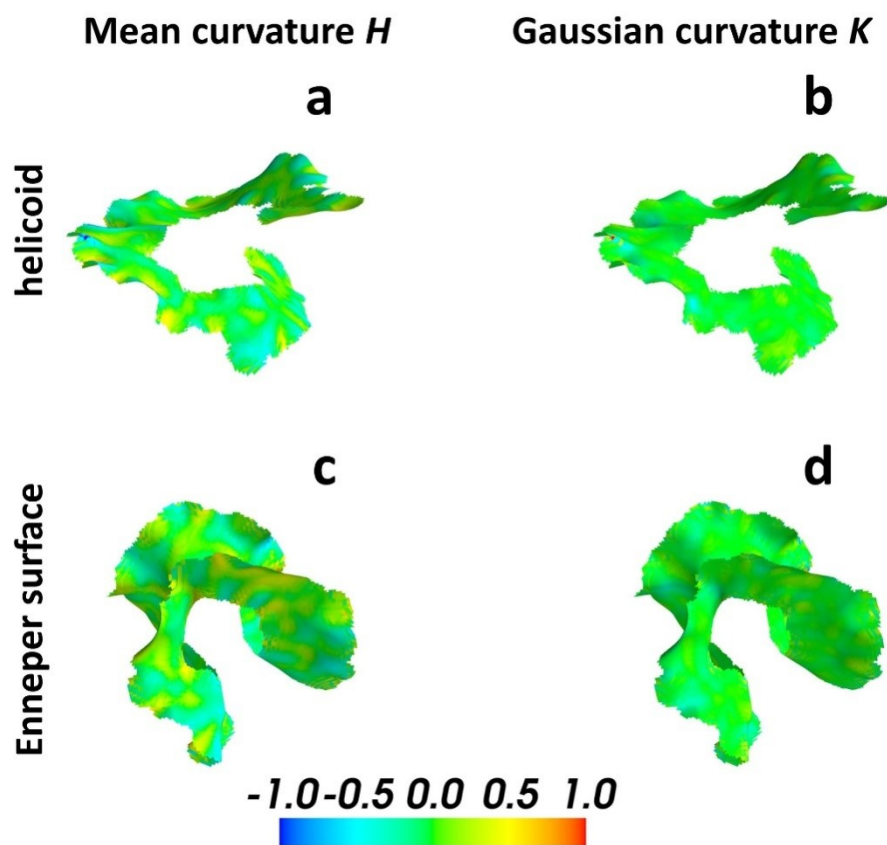 Mean curvature H
Gaussian curvature K
a
b
helicoid
c
d
Enneper surface
-1.0 -0.5 0.0 0.5 1.0